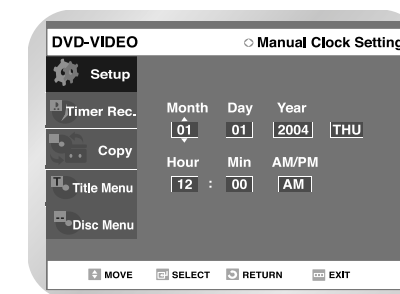 DVD-VIDEO ○ Manual Clock Setting
Setup
Timer Rec.
Copy
Title Menu
Disc Menu
Month Day Year
01 01 2004 THU
Hour Min AM/PM
12 : 00 AM
MOVE SELECT RETURN EXIT